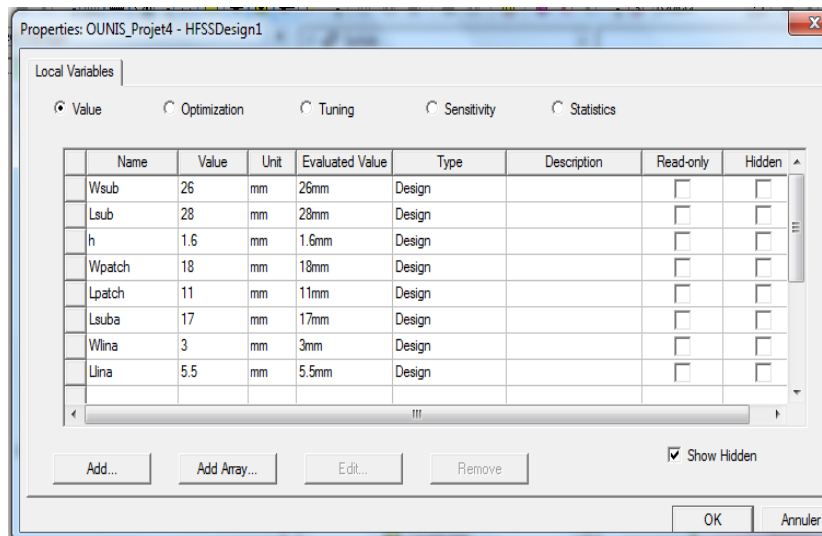 Properties: OUNIS_Projet4 - HFSSDesign1
Local Variables
Value Optimization Tuning Sensitivity Statistics
Name Value Unit Evaluated Value Type Description Read-only Hidden
Wsub 26 mm 26mm Design
Lsub 28 mm 28mm Design
h 1.6 mm 1.6mm Design
Wpatch 18 mm 18mm Design
Lpatch 11 mm 11mm Design
Lsuba 17 mm 17mm Design
Wlina 3 mm 3mm Design
Llina 5.5 mm 5.5mm Design
Show Hidden
Add... Add Array... Edit... Remove
OK Annuler